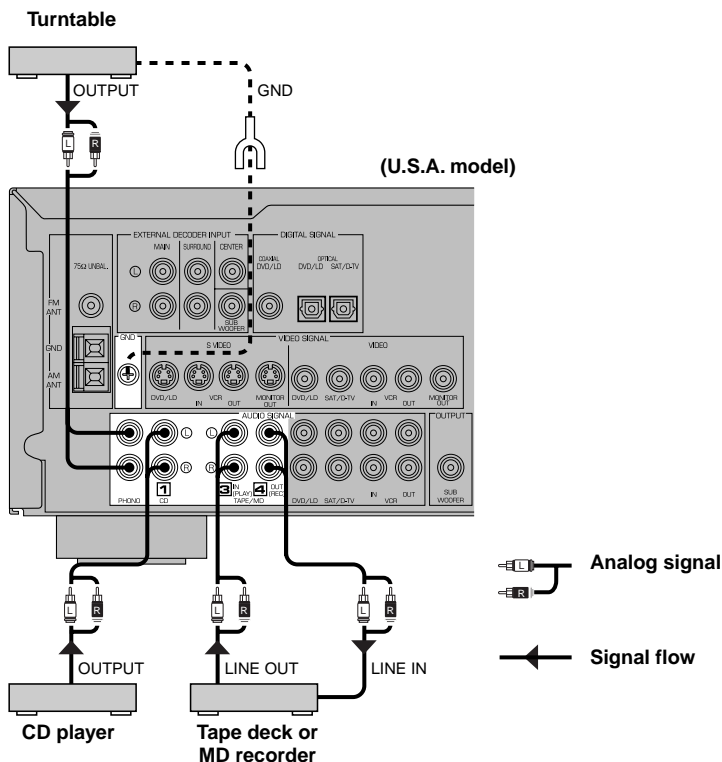 Turntable
OUTPUT
GND
L
R
(U.S.A. model)
EXTERNAL DECODER INPUT
MAIN
SURROUND
CENTER
DIGITAL SIGNAL
COAXIAL
OPTICAL
DVD/LD
DVD/LD
SAT/D-TV
75Ω UNBAL.
L
R
SUB
WOOFER
FM
ANT
GND
AM
ANT
GND
VIDEO SIGNAL
S VIDEO
VIDEO
DVD/LD
IN
VCR
OUT
MONITOR
OUT
DVD/LD
SAT/D-TV
IN
VCR
OUT
MONITOR
OUT
AUDIO SIGNAL
OUTPUT
L
L
R
R
1
3
IN
(PLAY)
4
OUT
(REC)
PHONO
CD
TAPE/MD
DVD/LD
SAT/D-TV
IN
VCR
OUT
SUB
WOOFER
L
R
L
R
L
R
L
R
Analog signal
OUTPUT
LINE OUT
LINE IN
Signal flow
CD player
Tape deck or
MD recorder